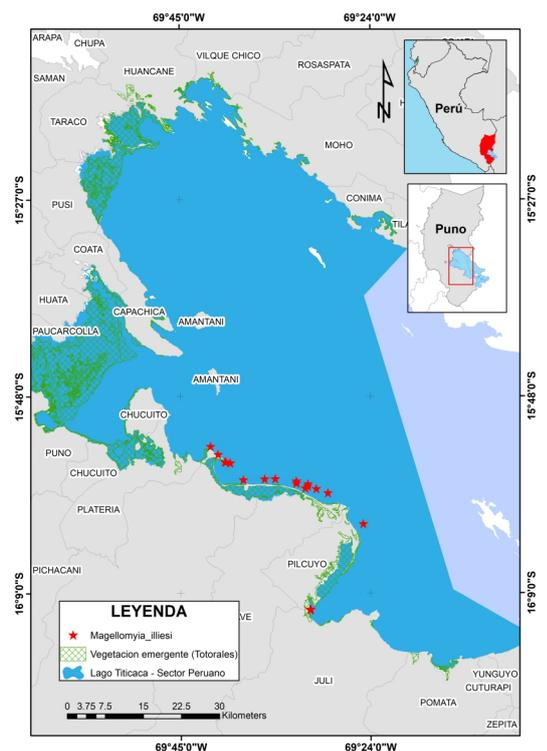 69°45'0"W 69°24'0"W
ARAPA
CHUPA
VILQUE CHICO
ROSASPATA
HUANCANE
SAMAN
TARACO
MOHO
N
Perú
CONIMA
TILA
PUSI
Puno
COATA
HUATA
CAPACHICA
AMANTANI
PAUCARCOLLA
AMANTANI
CHUCUITO
PUNO
CHUCUITO
PLATERIA
PILCUYO
PICHACANI
AVE
JULI
YUNGUYO
CUTURAPI
POMATA
ZEPITA
15°27'0"S 15°27'0"S
15°48'0"S 15°48'0"S
16°9'0"S 16°9'0"S
LEYENDA
Magellomyia_illiesi
Vegetacion emergente (Totorales)
Lago Titicaca - Sector Peruano
0 3.75 7.5 15 22.5 30
Kilometers
69°45'0"W 69°24'0"W